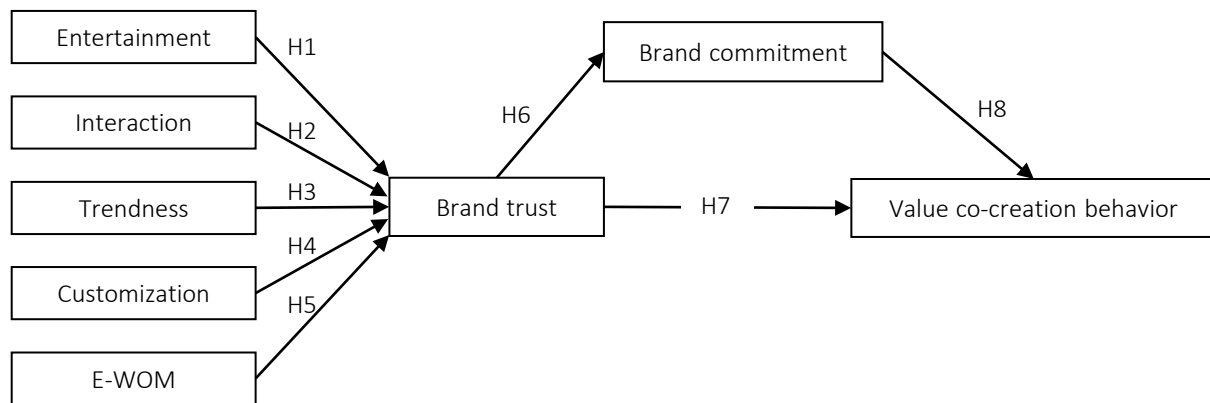 Entertainment
H1
Brand commitment
Interaction
H2
H6
H8
Trendness
H3
Brand trust
H7
Value co-creation behavior
H4
Customization
H5
E-WOM